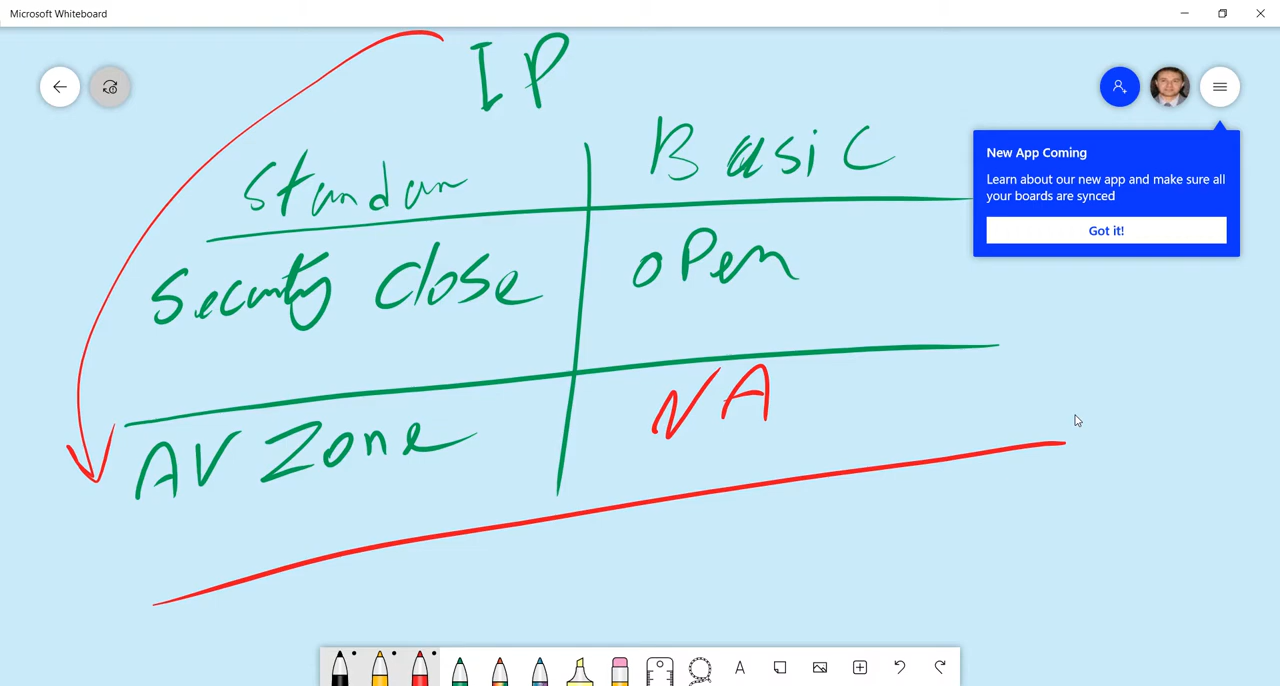 Microsoft Whiteboard
IP
Standar
Basic
New App Coming
Learn about our new app and make sure all
your boards are synced
Got it!
Security close
open
AV Zone
NA
A